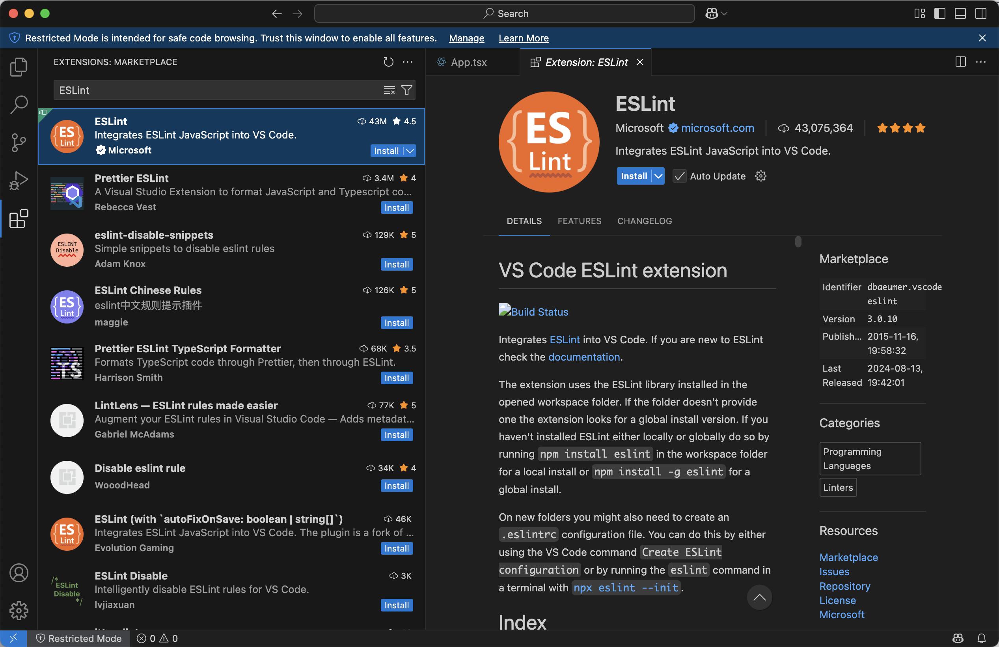 Search
Restricted Mode is intended for safe code browsing. Trust this window to enable all features. Manage Learn More
EXTENSIONS: MARKETPLACE
ESLint
ESLint 43M 4.5
Integrates ESLint JavaScript into VS Code.
Microsoft Install
Prettier ESLint 3.4M 4
A Visual Studio Extension to format JavaScript and Typescript co...
Rebecca Vest Install
ESLINT
Disable
eslint-disable-snippets 129K 5
Simple snippets to disable eslint rules
Adam Knox Install
ESLint Chinese Rules 126K 5
eslint中文规则提示插件
maggie Install
Prettier ESLint TypeScript Formatter 68K 3.5
Formats TypeScript code through Prettier, then through ESLint.
Harrison Smith Install
TS
LintLens — ESLint rules made easier 77K 5
Augment your ESLint rules in Visual Studio Code — Adds metadat...
Gabriel McAdams Install
Disable eslint rule 34K 4
WooodHead Install
ESLint (with `autoFixOnSave: boolean | string[]`) 46K
Integrates ESLint JavaScript into VS Code. The plugin is a fork of ...
Evolution Gaming Install
/*
ESLint
Disable
*/
ESLint Disable 3K
Intelligently disable ESLint rules for VS Code.
lvjiaxuan Install
App.tsx
Extension: ESLint
{ES}
Lint
ESLint
Microsoft microsoft.com 43,075,364
Integrates ESLint JavaScript into VS Code.
Install Auto Update
DETAILS FEATURES CHANGELOG
VS Code ESLint extension
Build Status
Integrates ESLint into VS Code. If you are new to ESLint
check the documentation.
The extension uses the ESLint library installed in the
opened workspace folder. If the folder doesn't provide
one the extension looks for a global install version. If you
haven't installed ESLint either locally or globally do so by
running npm install eslint in the workspace folder
for a local install or npm install -g eslint for a
global install.
On new folders you might also need to create an
.eslintrc configuration file. You can do this by either
using the VS Code command Create ESLint
configuration or by running the eslint command in
a terminal with npx eslint --init.
Index
Marketplace
Identifier dbaeumer.vscode
eslint
Version 3.0.10
Publish... 2015-11-16,
19:58:32
Last 2024-08-13,
Released 19:42:01
Categories
Programming
Languages
Linters
Resources
Marketplace
Issues
Repository
License
Microsoft
Restricted Mode 0 0